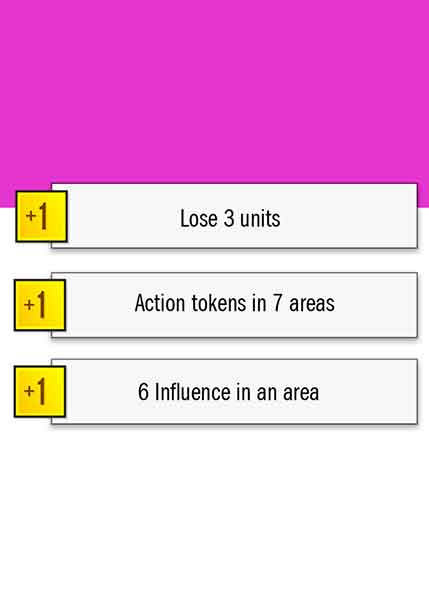 +1 Lose 3 units
+1 Action tokens in 7 areas
+1 6 Influence in an area